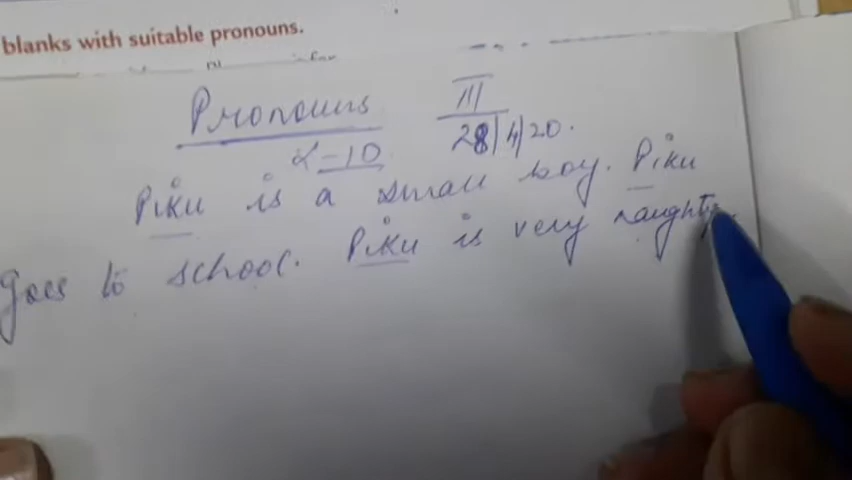 blanks with suitable pronouns.
Pronouns III
L-10 28/4/20.
Piku is a small boy. Piku
goes to school. Piku is very naughty.